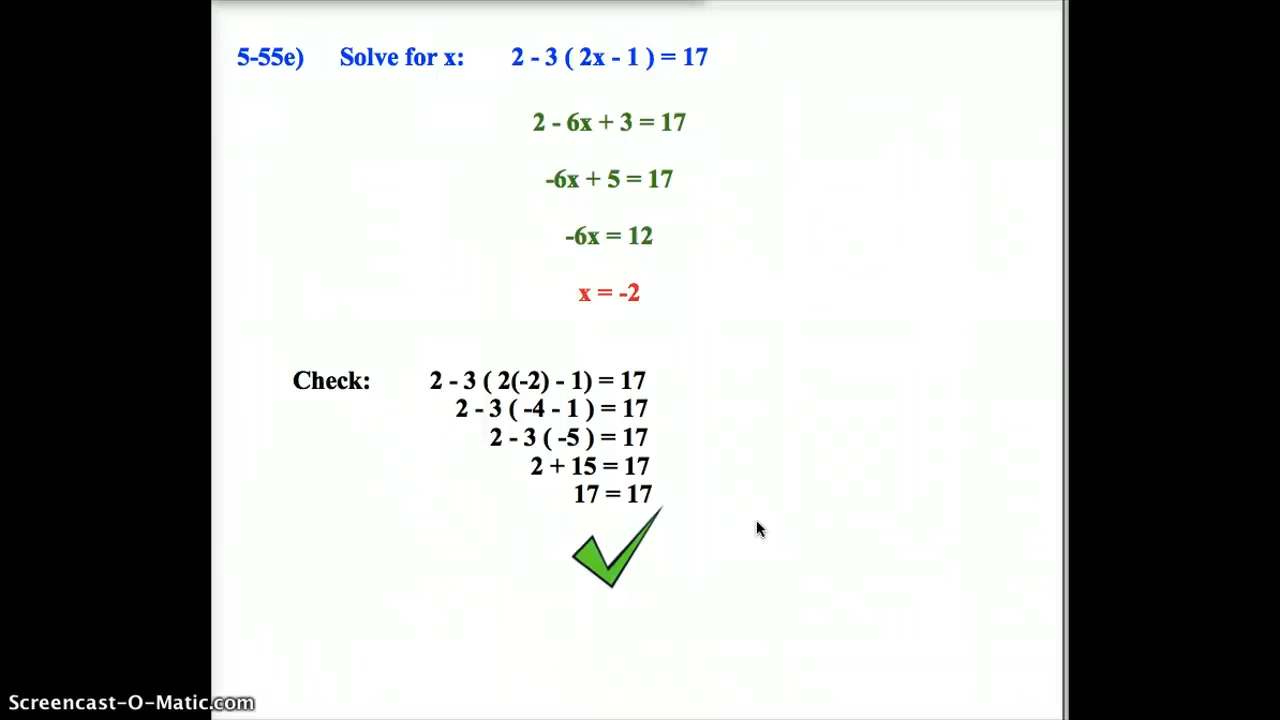 5-55e) Solve for x: 2 - 3 ( 2x - 1 ) = 17
2 - 6x + 3 = 17
-6x + 5 = 17
-6x = 12
x = -2
Check: 2 - 3 ( 2(-2) - 1) = 17
2 - 3 ( -4 - 1 ) = 17
2 - 3 ( -5 ) = 17
2 + 15 = 17
17 = 17
Screencast-O-Matic.com